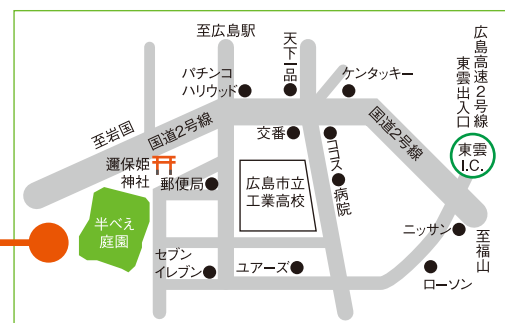 至広島駅
天下一品
パチンコ
ハリウッド
ケンタッキー
広島高速2号線
東雲出入口
至岩国
国道2号線
国道2号線
交番
ココス
病院
東雲
I.C.
邇保姫
神社
郵便局
広島市立
工業高校
半べえ
庭園
ニッサン
至福山
セブン
イレブン
ユアーズ
ローソン